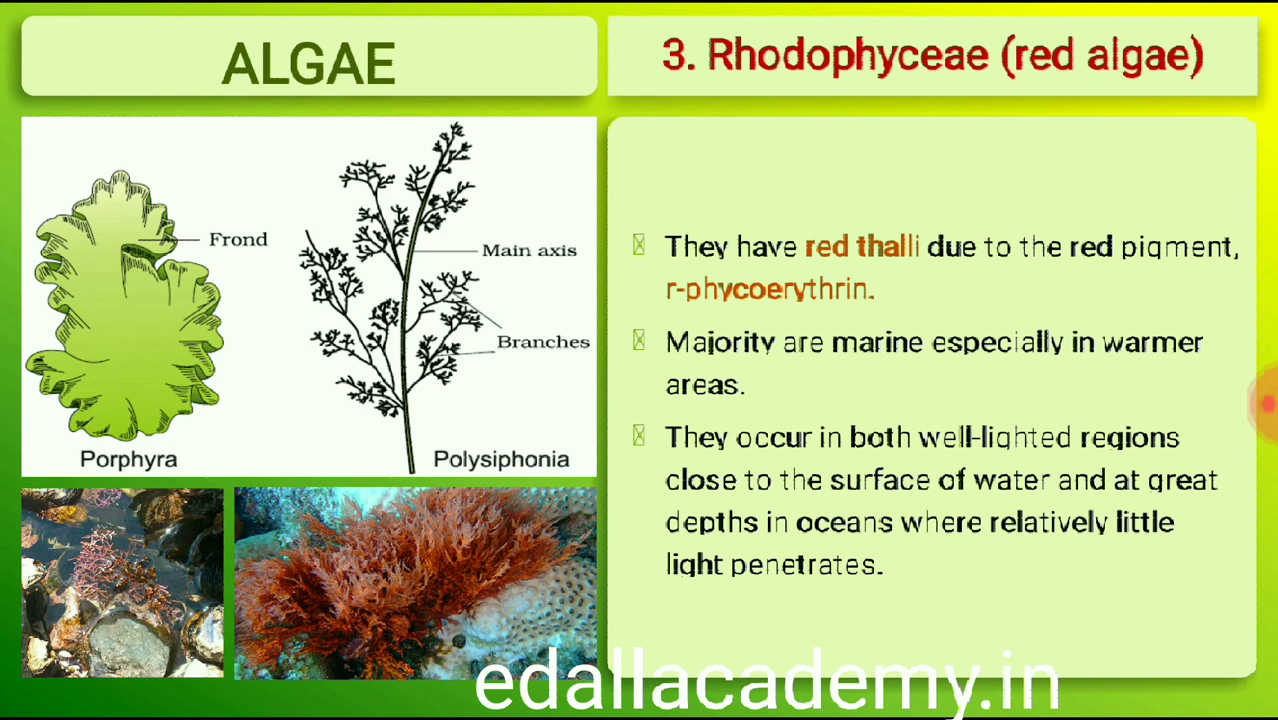 ALGAE
3. Rhodophyceae (red algae)
Frond
Main axis
Branches
Porphyra
Polysiphonia
They have red thalli due to the red pigment,
r-phycoerythrin.
Majority are marine especially in warmer
areas.
They occur in both well-lighted regions
close to the surface of water and at great
depths in oceans where relatively little
light penetrates.
edallacademy.in